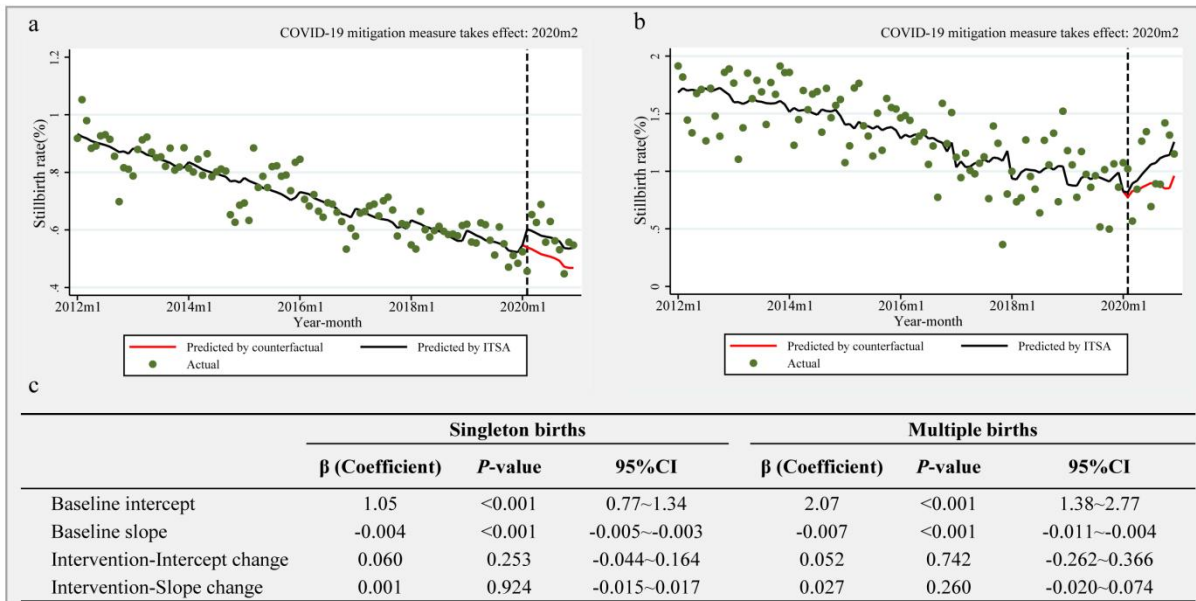 a
COVID-19 mitigation measure takes effect: 2020m2
Stillbirth rate(%)
1.2
1
.8
.6
.4
2012m1 2014m1 2016m1 2018m1 2020m1
Year-month
Predicted by counterfactual Predicted by ITSA
Actual
b
COVID-19 mitigation measure takes effect: 2020m2
Stillbirth rate(%)
2
1.5
1
.5
0
2012m1 2014m1 2016m1 2018m1 2020m1
Year-month
Predicted by counterfactual Predicted by ITSA
Actual
c
Singleton births Multiple births
β (Coefficient) P-value 95%CI β (Coefficient) P-value 95%CI
Baseline intercept 1.05 <0.001 0.77~1.34 2.07 <0.001 1.38~2.77
Baseline slope -0.004 <0.001 -0.005~-0.003 -0.007 <0.001 -0.011~-0.004
Intervention-Intercept change 0.060 0.253 -0.044~0.164 0.052 0.742 -0.262~0.366
Intervention-Slope change 0.001 0.924 -0.015~0.017 0.027 0.260 -0.020~0.074